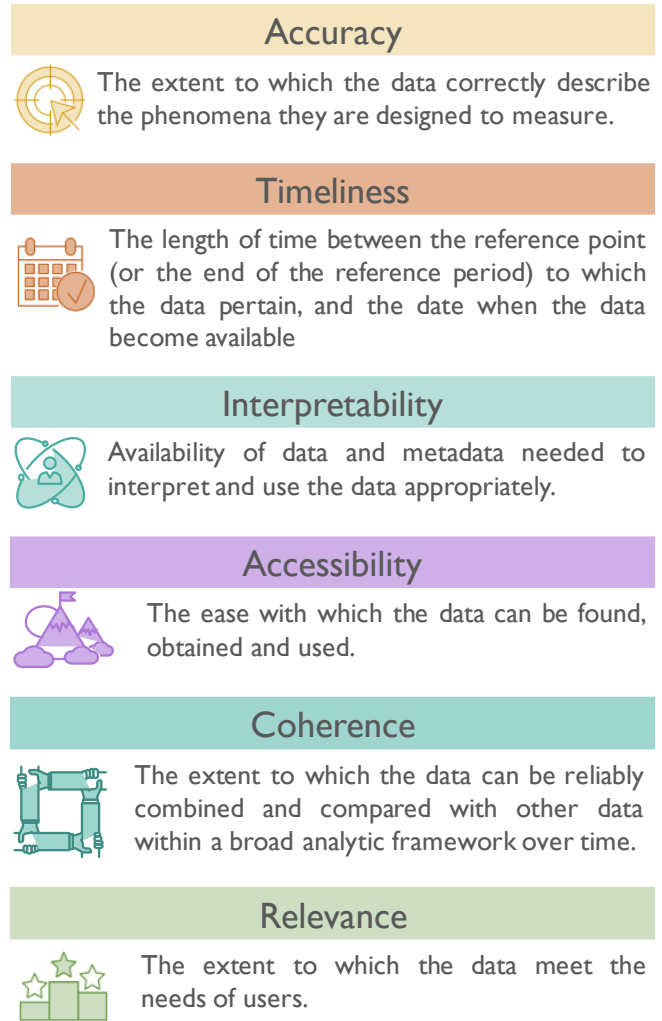 Accuracy
The extent to which the data correctly describe
the phenomena they are designed to measure.
Timeliness
The length of time between the reference point
(or the end of the reference period) to which
the data pertain, and the date when the data
become available
Interpretability
Availability of data and metadata needed to
interpret and use the data appropriately.
Accessibility
The ease with which the data can be found,
obtained and used.
Coherence
The extent to which the data can be reliably
combined and compared with other data
within a broad analytic framework over time.
Relevance
The extent to which the data meet the
needs of users.